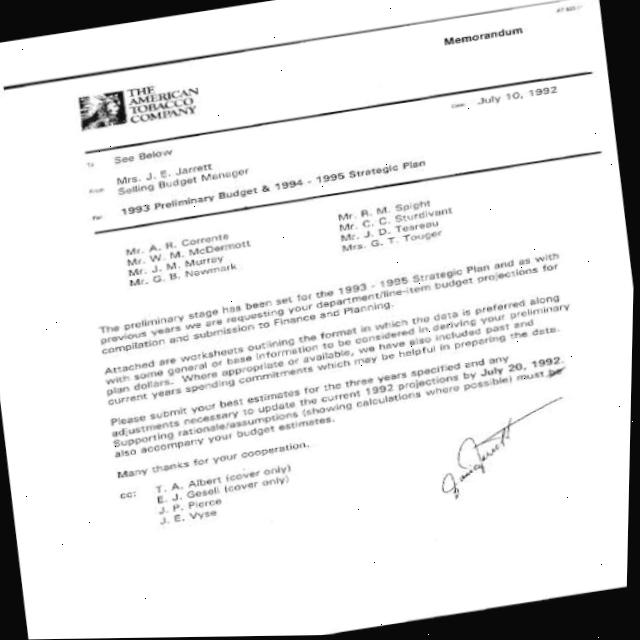 Memorandum
THE
AMERICAN
TOBACCO
COMPANY
Date: July 10, 1992
To See Below
From Mrs. J. E. Jarrett
Selling Budget Manager
For 1993 Preliminary Budget & 1994 - 1995 Strategic Plan
Mr. A. R. Corrente
Mr. W. M. McDermott
Mr. J. M. Murray
Mr. G. B. Newmark
Mr. R. M. Spight
Mr. C. C. Sturdivant
Mr. J. D. Tesreau
Mrs. G. T. Touger
The preliminary stage has been set for the 1993 - 1995 Strategic Plan and as with
previous years we are requesting your department/line-item budget projections for
compilation and submission to Finance and Planning.
Attached are worksheets outlining the format in which the data is preferred along
with some general or base information to be considered in deriving your preliminary
plan dollars. Where appropriate or available, we have also included past and
current years spending commitments which may be helpful in preparing the data.
Please submit your best estimates for the three years specified and any
adjustments necessary to update the current 1992 projections by July 20, 1992.
Supporting rationale/assumptions (showing calculations where possible) must
also accompany your budget estimates.
Many thanks for your cooperation.
cc: T. A. Albert (cover only)
E. J. Gesell (cover only)
J. P. Pierce
J. E. Vyse